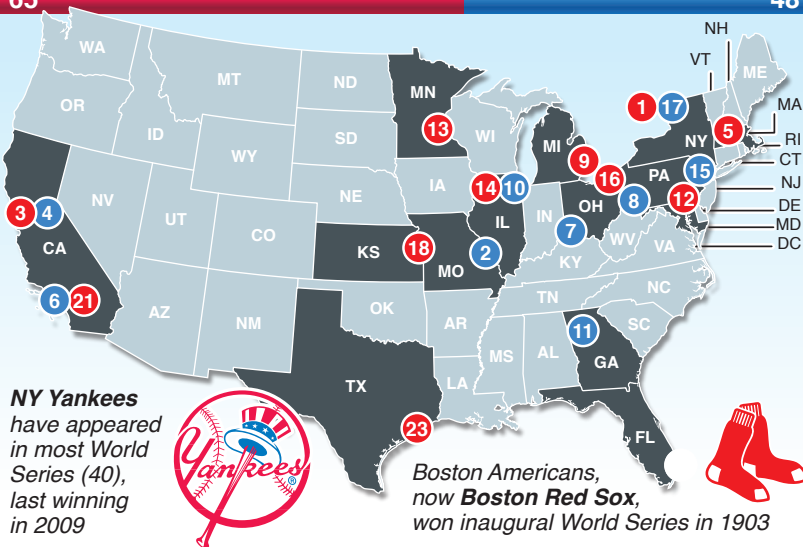 65
48
WA
OR
ID
MT
ND
MN
SD
WY
NV
UT
CA
CO
NE
IA
WI
IL
KS
MO
AZ
NM
OK
AR
TX
LA
MS
AL
TN
KY
IN
OH
MI
WV
VA
NC
SC
GA
FL
PA
NY
VT
NH
ME
MA
RI
CT
NJ
DE
MD
DC
1
17
5
13
9
16
15
12
8
14
10
7
2
18
3
4
6
21
11
23
NY Yankees
have appeared
in most World
Series (40),
last winning
in 2009
Yankees®
Boston Americans,
now Boston Red Sox,
won inaugural World Series in 1903